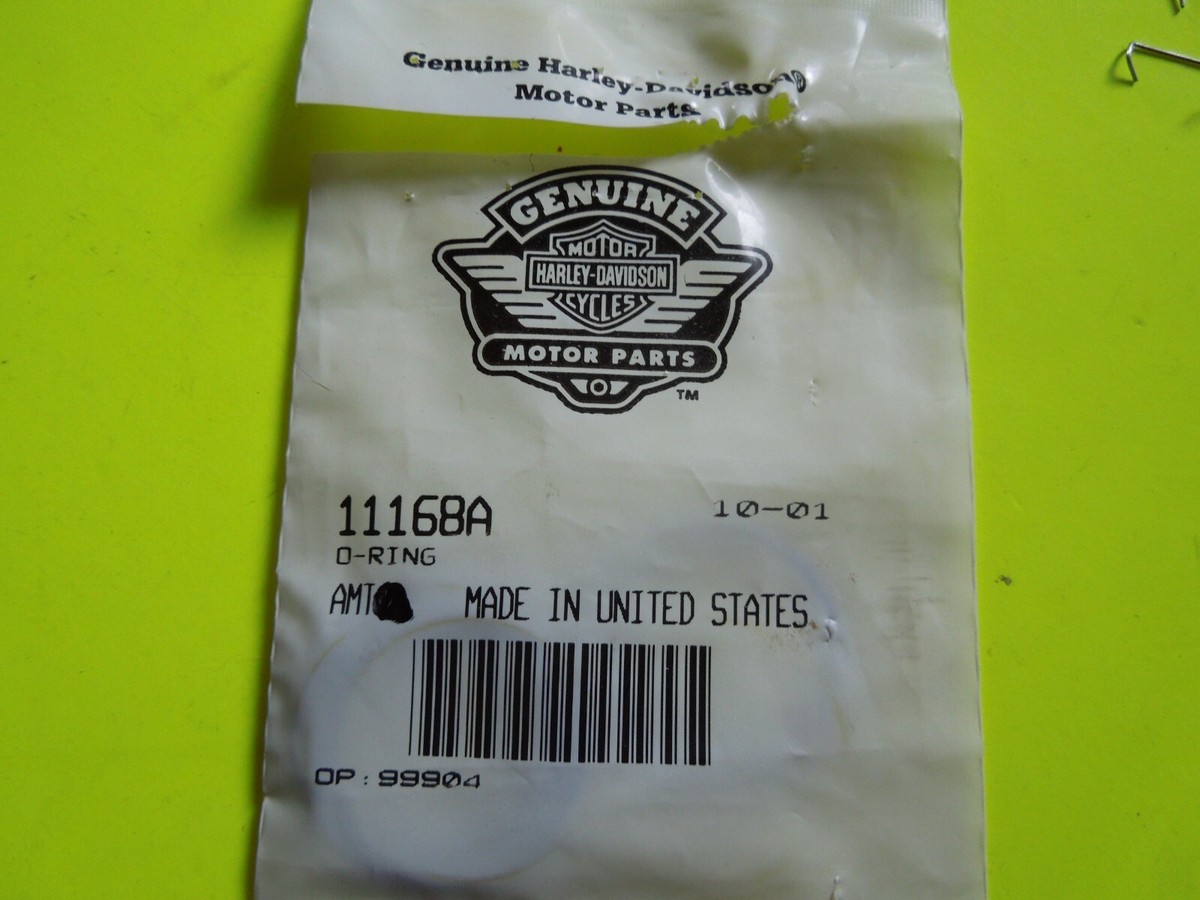 Genuine Harley-Davidson®
Motor Parts
GENUINE
MOTOR
HARLEY-DAVIDSON
CYCLES
MOTOR PARTS
TM
11168A 10-01
O-RING
AMT MADE IN UNITED STATES
OP: 99904